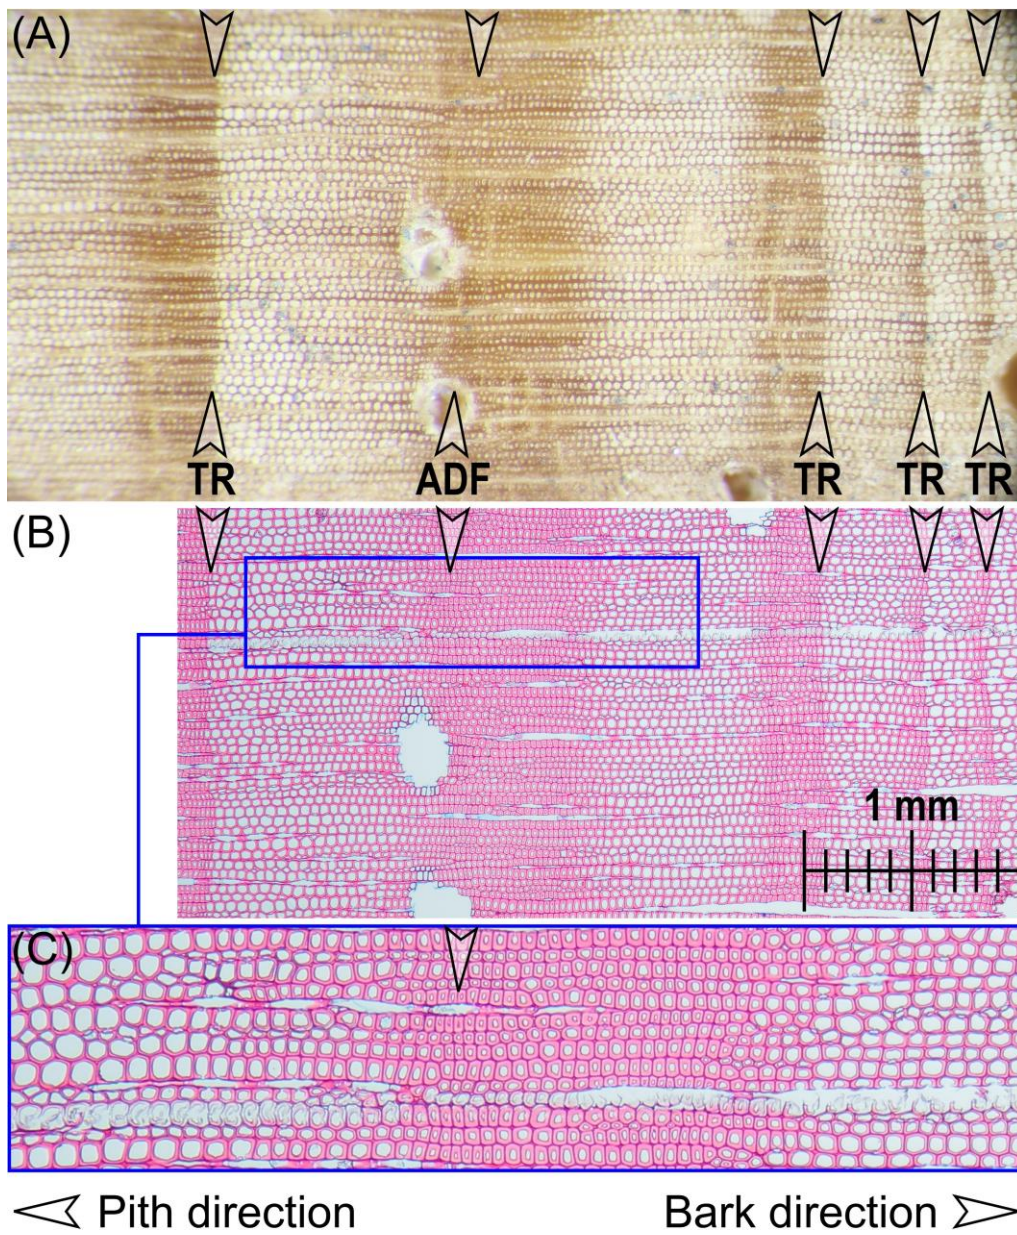 (A)
TR ADF TR TR TR
(B)
1 mm
(C)
Pith direction Bark direction